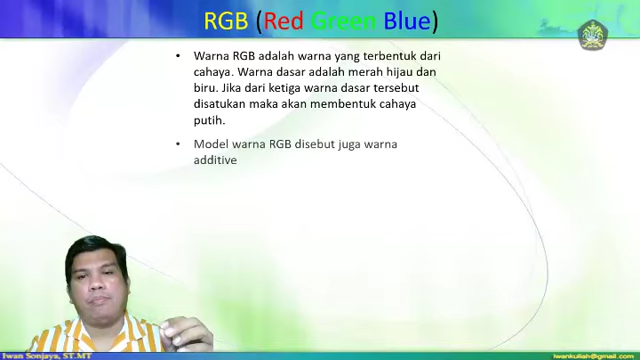 RGB (Red Green Blue)
• Warna RGB adalah warna yang terbentuk dari
cahaya. Warna dasar adalah merah hijau dan
biru. Jika dari ketiga warna dasar tersebut
disatukan maka akan membentuk cahaya
putih.
• Model warna RGB disebut juga warna
additive
Iwan Sonjaya, ST.MT
iwankuliah@gmail.com